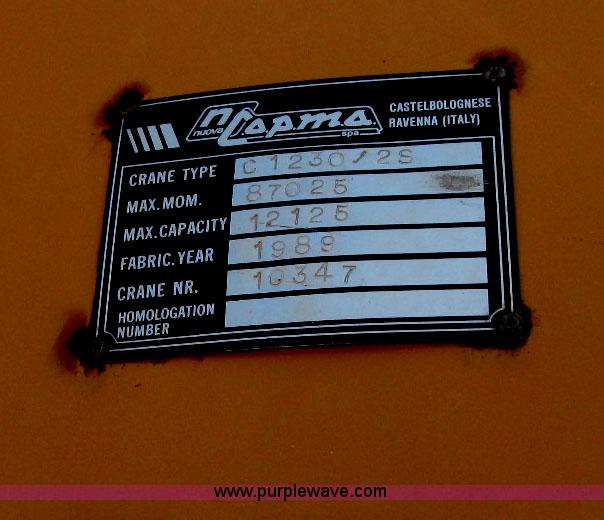 nuova Copma. spa
CASTELBOLOGNESE
RAVENNA (ITALY)
CRANE TYPE C1230/2S
MAX. MOM. 87025
MAX. CAPACITY 12125
FABRIC. YEAR 1989
CRANE NR. 10347
HOMOLOGATION
NUMBER
www.purplewave.com